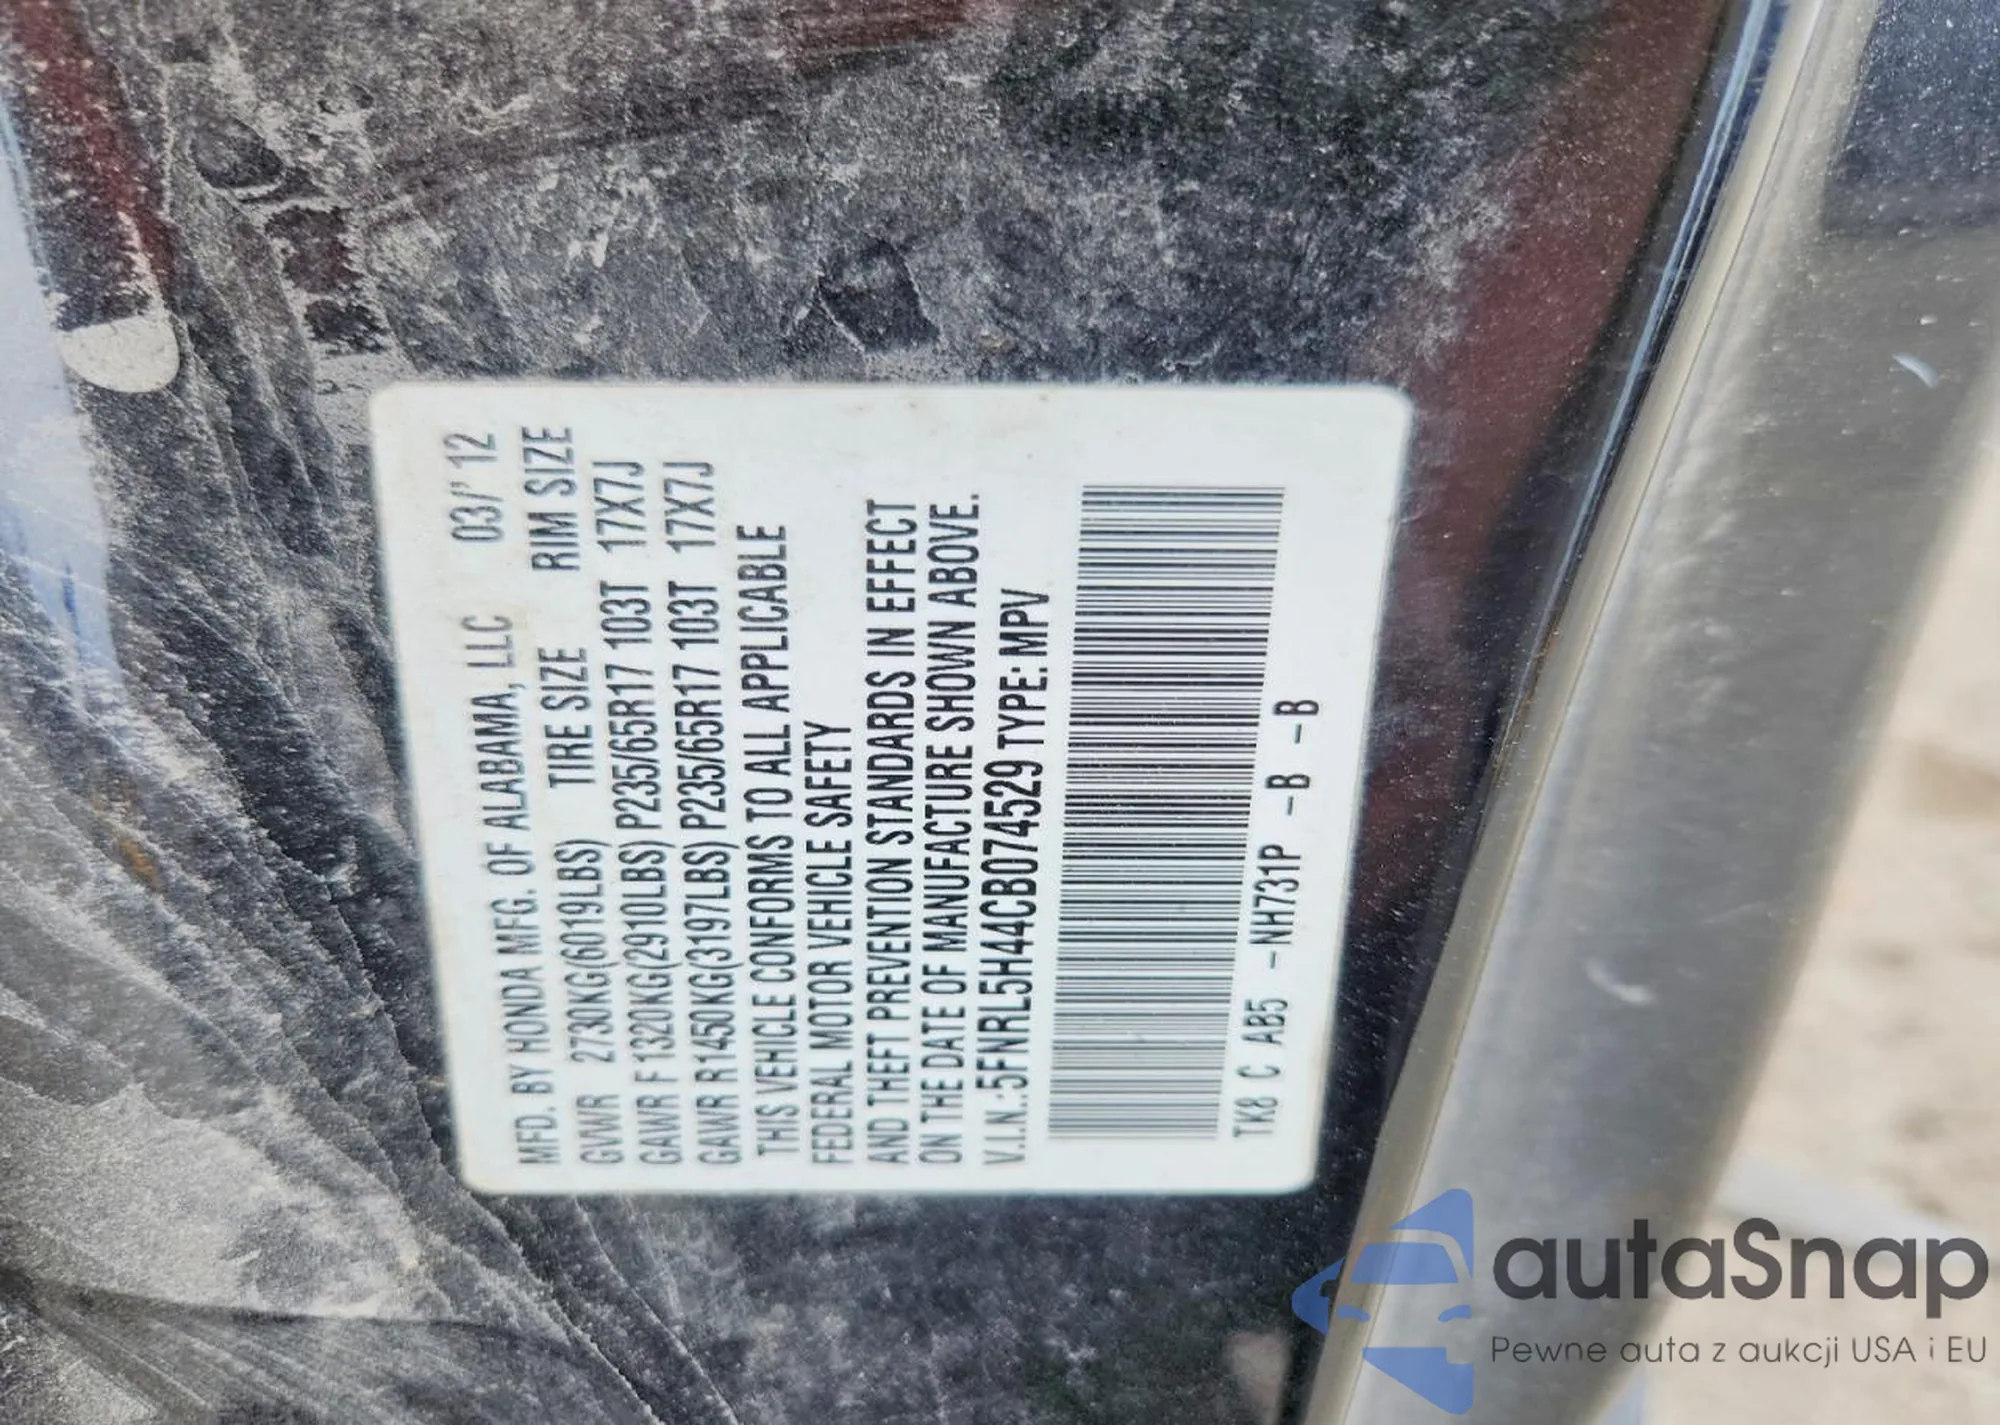 MFD. BY HONDA MFG. OF ALABAMA, LLC 03/'12
GVWR 2730KG(6019LBS) TIRE SIZE RIM SIZE
GAWR F 1320KG(2910LBS) P235/65R17 103T 17X7J
GAWR R 1450KG(3197LBS) P235/65R17 103T 17X7J
THIS VEHICLE CONFORMS TO ALL APPLICABLE
FEDERAL MOTOR VEHICLE SAFETY
AND THEFT PREVENTION STANDARDS IN EFFECT
ON THE DATE OF MANUFACTURE SHOWN ABOVE.
V.I.N.:5FNRL5H44CB074529 TYPE: MPV
TK8 C AB5 -NH731P -B -B
autaSnap
Pewne auta z aukcji USA i EU